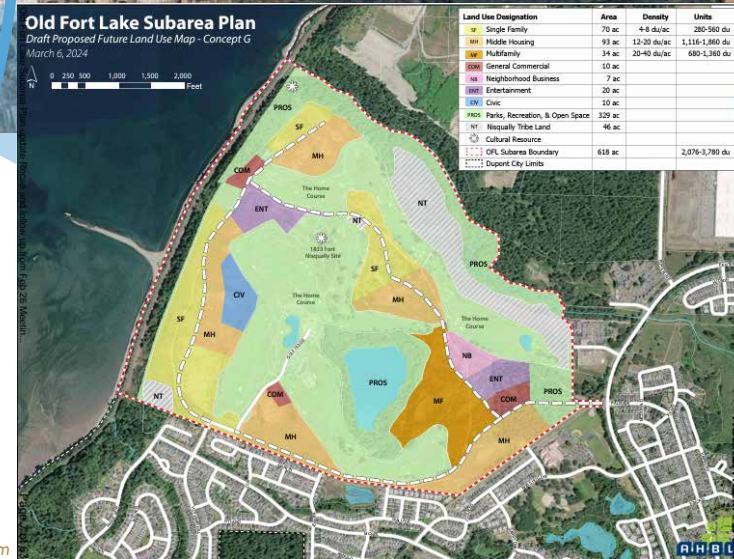 Old Fort Lake Subarea Plan
Draft Proposed Future Land Use Map - Concept G
March 6, 2024
N
0 250 500 1,000 1,500 2,000
Feet
Land Use Designation Area Density Units
SF Single Family 70 ac 4-8 du/ac 280-560 du
MH Middle Housing 93 ac 12-20 du/ac 1,116-1,860 du
MF Multifamily 34 ac 20-40 du/ac 680-1,360 du
COM General Commercial 10 ac
NB Neighborhood Business 7 ac
ENT Entertainment 20 ac
CIV Civic 10 ac
PROS Parks, Recreation, & Open Space 329 ac
NT Nisqually Tribe Land 46 ac
Cultural Resource
OFL Subarea Boundary 618 ac 2,076-3,780 du
Dupont City Limits
PROS
SF
MH
COM
The Home
Course
NT
ENT
NT
1833 Fort
Nisqually Site
PROS
SF
CIV
The Home
Course
MH
SF
MH
The Home
Course
NB
ENT
PROS
PROS
COM
NT
COM
MF
MH
MH
AHBL
m